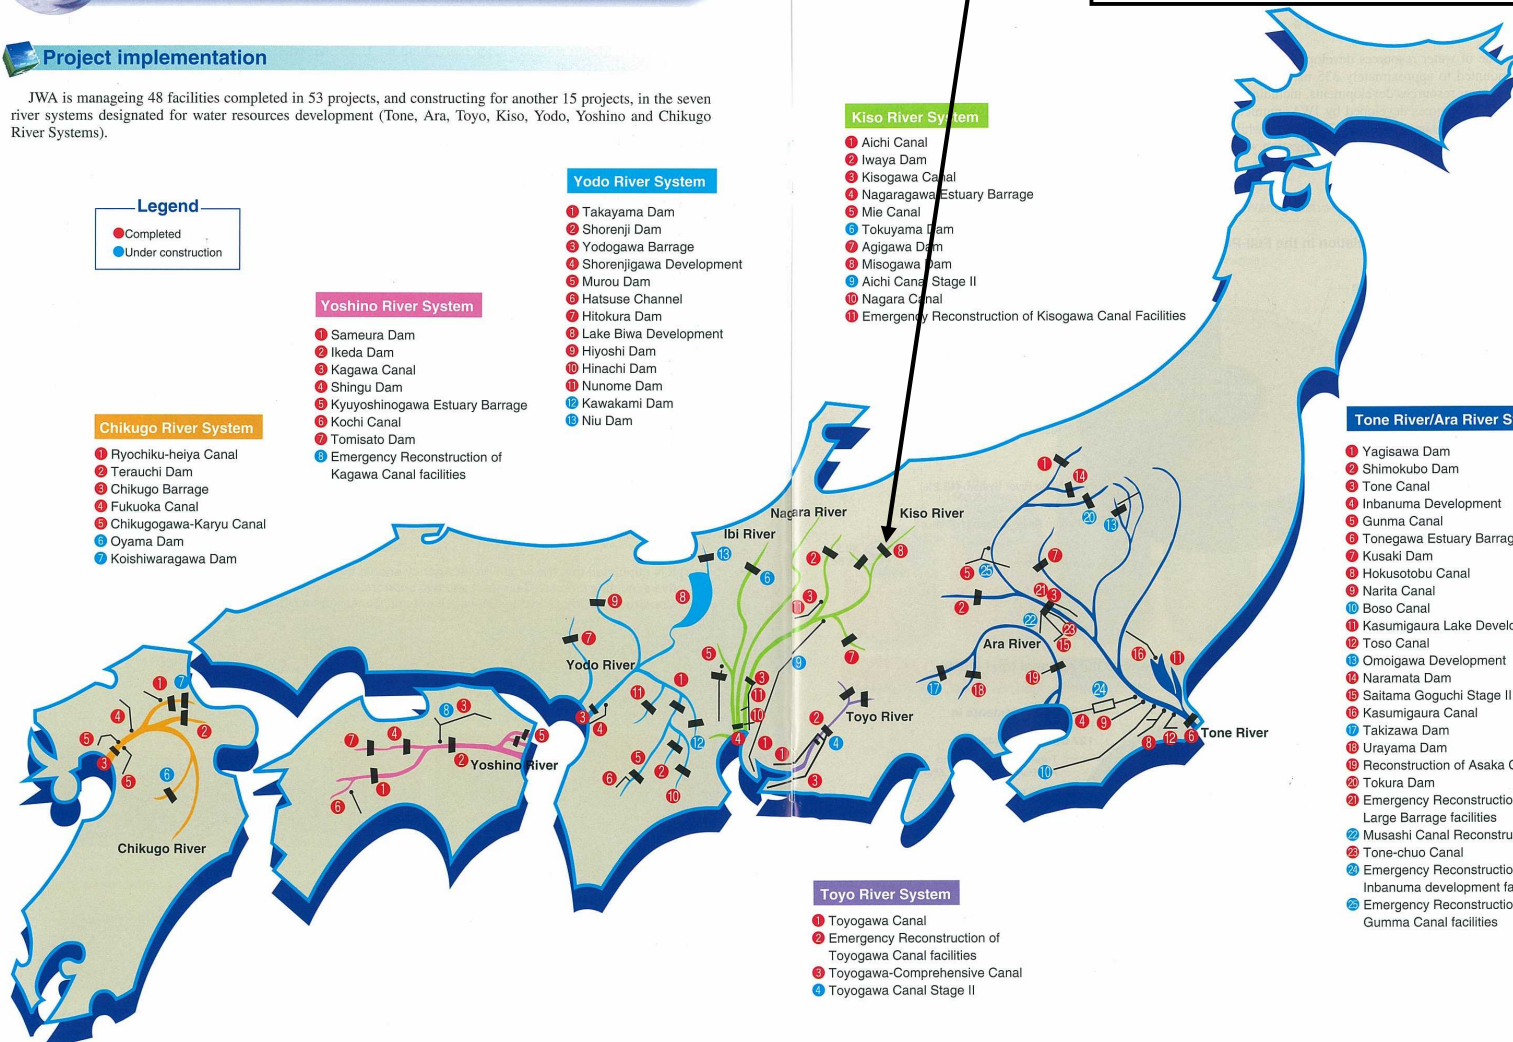 Project implementation
JWA is manageing 48 facilities completed in 53 projects, and constructing for another 15 projects, in the seven
river systems designated for water resources development (Tone, Ara, Toyo, Kiso, Yodo, Yoshino and Chikugo
River Systems).
Legend
Completed
Under construction
Chikugo River System
1 Ryochiku-heiya Canal
2 Terauchi Dam
3 Chikugo Barrage
4 Fukuoka Canal
5 Chikugogawa-Karyu Canal
6 Oyama Dam
7 Koishiwaragawa Dam
Yoshino River System
1 Sameura Dam
2 Ikeda Dam
3 Kagawa Canal
4 Shingu Dam
5 Kyuyoshinogawa Estuary Barrage
6 Kochi Canal
7 Tomisato Dam
8 Emergency Reconstruction of
Kagawa Canal facilities
Yodo River System
1 Takayama Dam
2 Shorenji Dam
3 Yodogawa Barrage
4 Shorenjigawa Development
5 Murou Dam
6 Hatsuse Channel
7 Hitokura Dam
8 Lake Biwa Development
9 Hiyoshi Dam
10 Hinachi Dam
11 Nunome Dam
12 Kawakami Dam
13 Niu Dam
Kiso River System
1 Aichi Canal
2 Iwaya Dam
3 Kisogawa Canal
4 Nagaragawa Estuary Barrage
5 Mie Canal
6 Tokuyama Dam
7 Agigawa Dam
8 Misogawa Dam
9 Aichi Canal Stage II
10 Nagara Canal
11 Emergency Reconstruction of Kisogawa Canal Facilities
Tone River/Ara River S
1 Yagisawa Dam
2 Shimokubo Dam
3 Tone Canal
4 Inbanuma Development
5 Gunma Canal
6 Tonegawa Estuary Barrag
7 Kusaki Dam
8 Hokusotobu Canal
9 Narita Canal
10 Boso Canal
11 Kasumigaura Lake Develo
12 Toso Canal
13 Omoigawa Development
14 Naramata Dam
15 Saitama Goguchi Stage II
16 Kasumigaura Canal
17 Takizawa Dam
18 Urayama Dam
19 Reconstruction of Asaka C
20 Tokura Dam
21 Emergency Reconstructio
Large Barrage facilities
22 Musashi Canal Reconstru
23 Tone-chuo Canal
24 Emergency Reconstructio
Inbanuma development fa
25 Emergency Reconstructio
Gumma Canal facilities
Toyo River System
1 Toyogawa Canal
2 Emergency Reconstruction of
Toyogawa Canal facilities
3 Toyogawa-Comprehensive Canal
4 Toyogawa Canal Stage II
Nagara River
Kiso River
Ibi River
Yodo River
Ara River
Toyo River
Tone River
Yoshino River
Chikugo River